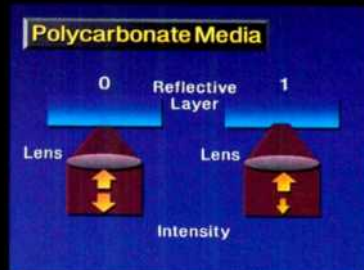 Polycarbonate Media
0 Reflective Layer 1
Lens Lens
Intensity